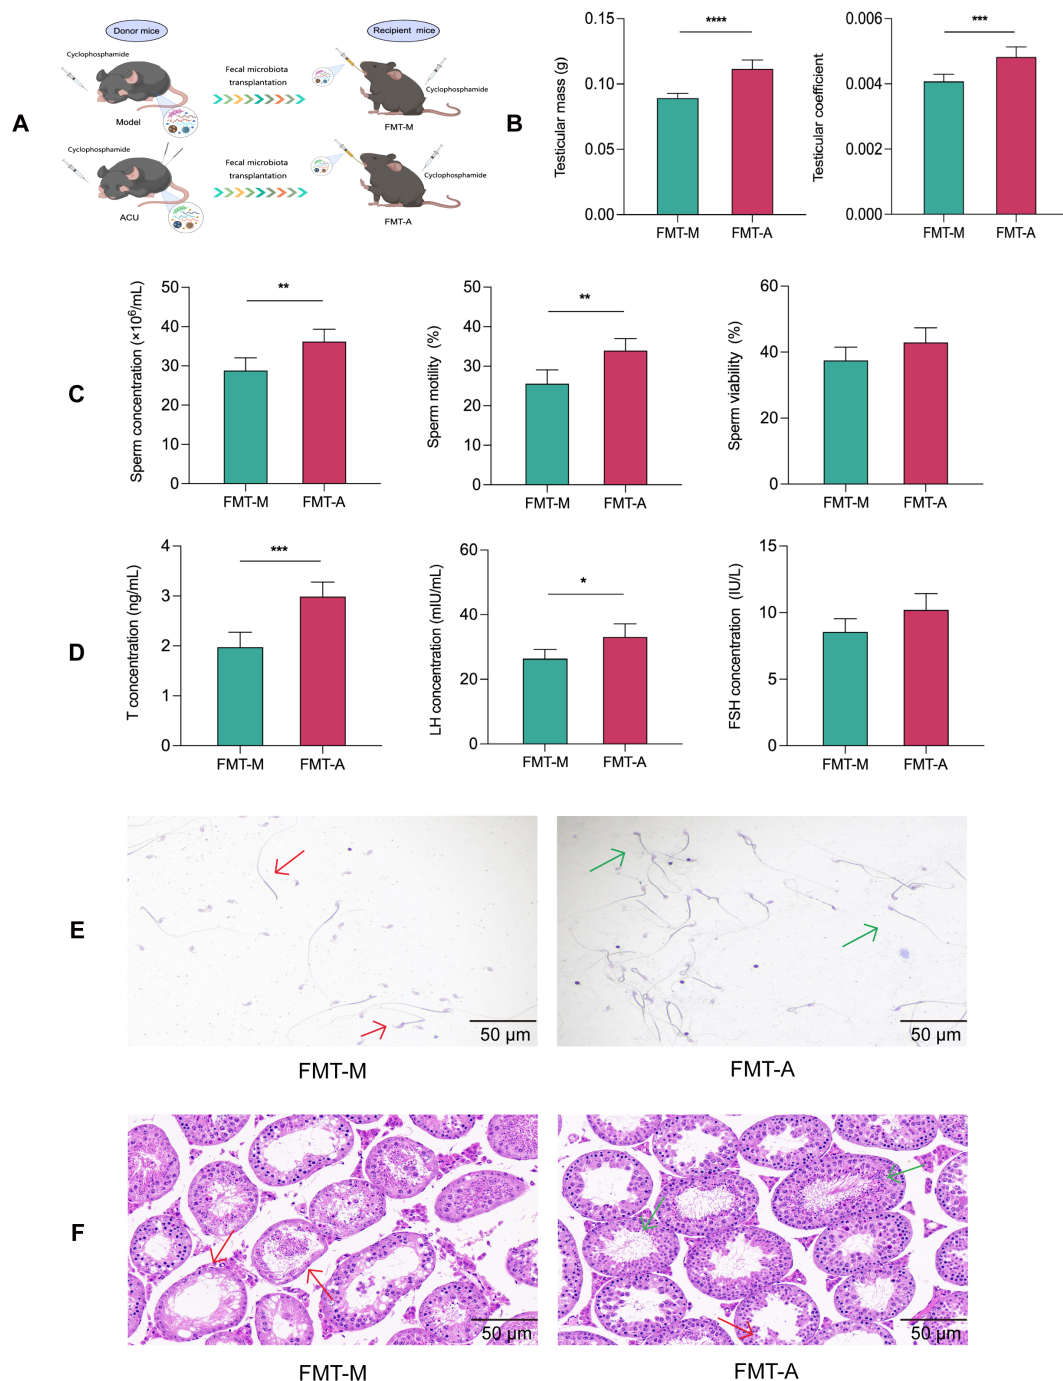 A
Donor mice
Recipient mice
Cyclophosphamide
Fecal microbiota
transplantation
Cyclophosphamide
Model
FMT-M
Cyclophosphamide
Fecal microbiota
transplantation
Cyclophosphamide
ACU
FMT-A
B
Testicular mass (g)
0.15
0.10
0.05
0.00
****
FMT-M
FMT-A
Testicular coefficient
0.006
0.004
0.002
0.000
***
FMT-M
FMT-A
C
Sperm concentration (×10⁶/mL)
50
40
30
20
10
0
**
FMT-M
FMT-A
Sperm motility (%)
50
40
30
20
10
0
**
FMT-M
FMT-A
Sperm viability (%)
60
40
20
0
FMT-M
FMT-A
D
T concentration (ng/mL)
4
3
2
1
0
***
FMT-M
FMT-A
LH concentration (mIU/mL)
60
40
20
0
*
FMT-M
FMT-A
FSH concentration (IU/L)
15
10
5
0
FMT-M
FMT-A
E
50 µm
50 µm
FMT-M
FMT-A
F
50 µm
50 µm
FMT-M
FMT-A